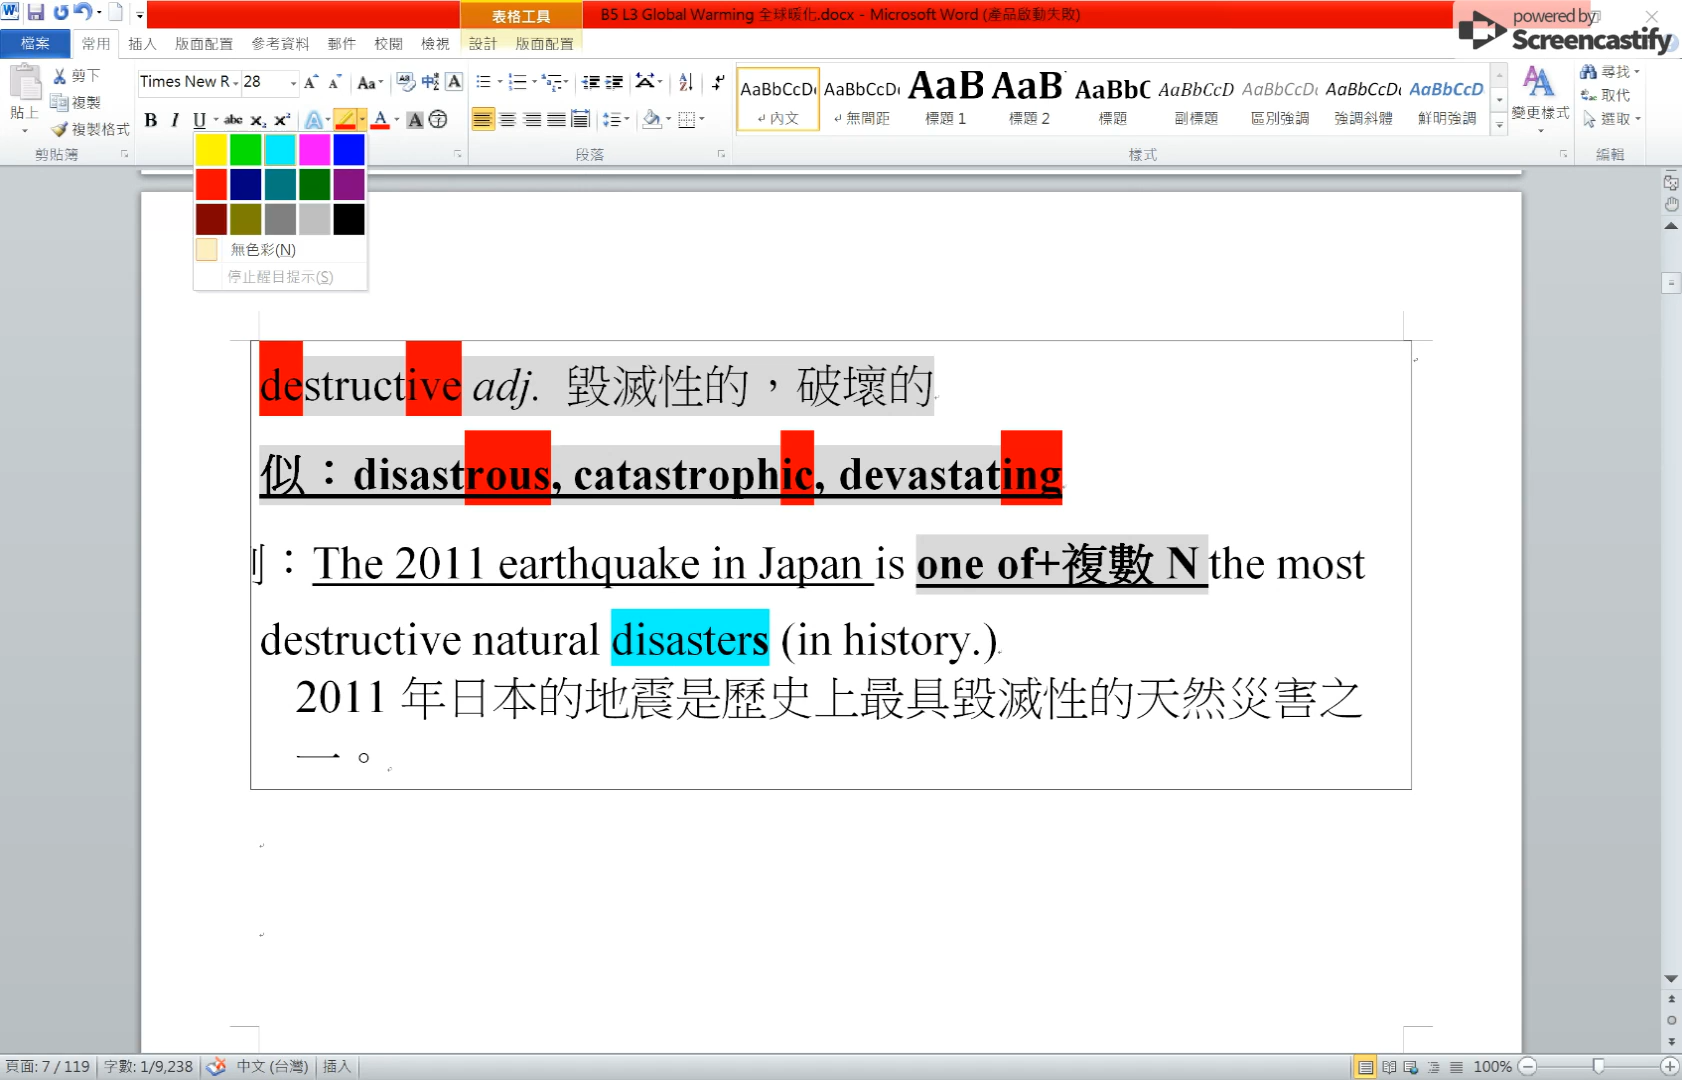 表格工具
B5 L3 Global Warming 全球暖化.docx - Microsoft Word (產品啟動失敗)
powered by
Screencastify
檔案 常用 插入 版面配置 參考資料 郵件 校閱 檢視 設計 版面配置
貼上
剪下
複製
複製格式
剪貼簿
Times New R 28
段落
AaBbCcDc AaBbCcDc AaB AaB AaBbC AaBbCcD AaBbCcDc AaBbCcDc AaBbCcD
內文 無間距 標題 1 標題 2 標題 副標題 區別強調 強調斜體 鮮明強調
樣式
變更樣式
尋找
取代
選取
編輯
無色彩(N)
停止醒目提示(S)
destructive adj. 毀滅性的，破壞的
似：disastrous, catastrophic, devastating
：The 2011 earthquake in Japan is one of+複數 N the most
destructive natural disasters (in history.)
2011 年日本的地震是歷史上最具毀滅性的天然災害之
一。
頁面: 7 / 119 字數: 1/9,238 中文 (台灣) 插入 100%